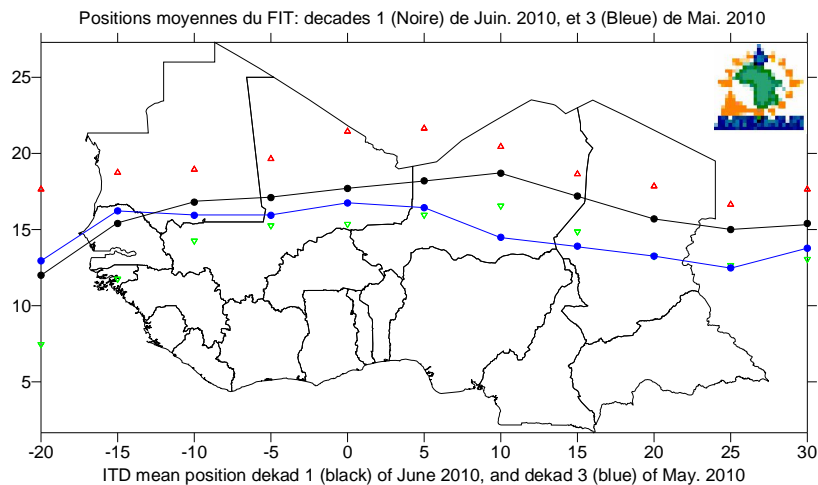 Positions moyennes du FIT: decades 1 (Noire) de Juin. 2010, et 3 (Bleue) de Mai. 2010
25
20
15
10
5
-20 -15 -10 -5 0 5 10 15 20 25 30
ITD mean position dekad 1 (black) of June 2010, and dekad 3 (blue) of May. 2010